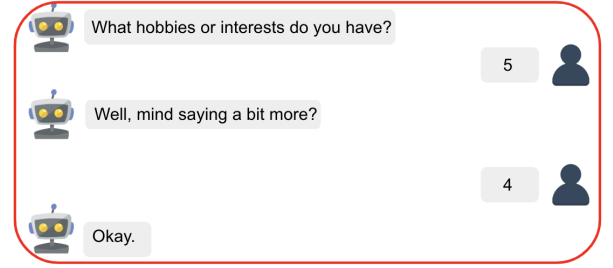 What hobbies or interests do you have?
5
Well, mind saying a bit more?
4
Okay.